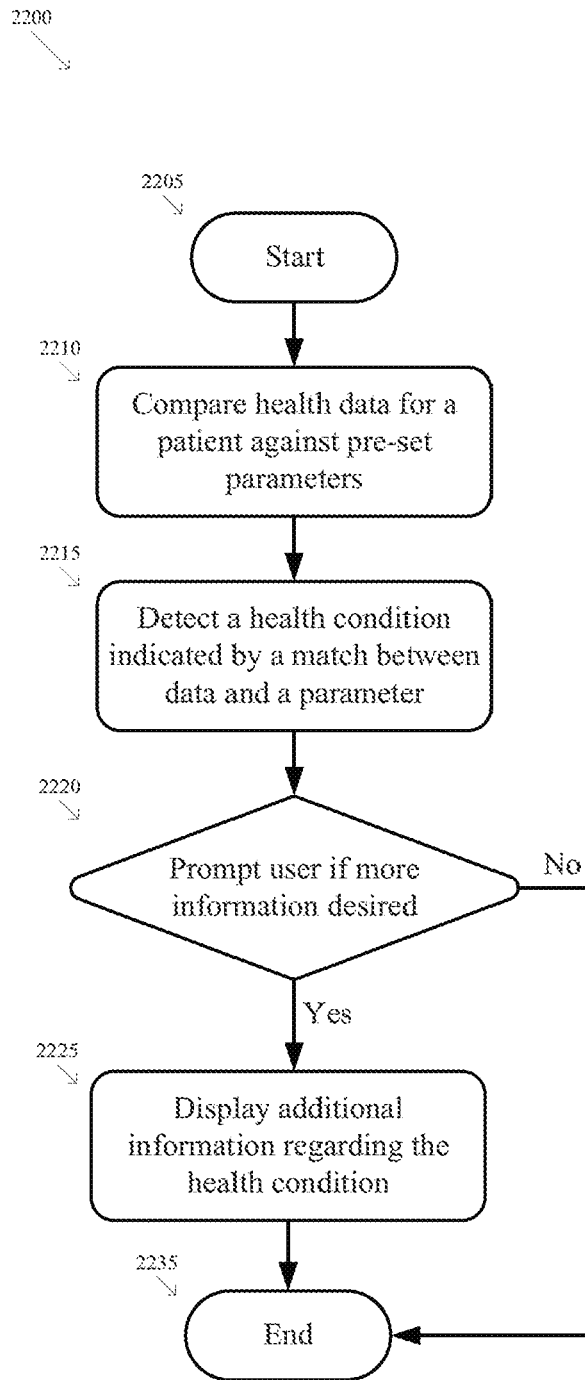 2200
2205
Start
2210
Compare health data for a
patient against pre-set
parameters
2215
Detect a health condition
indicated by a match between
data and a parameter
2220
Prompt user if more
information desired
No
Yes
2225
Display additional
information regarding the
health condition
2235
End